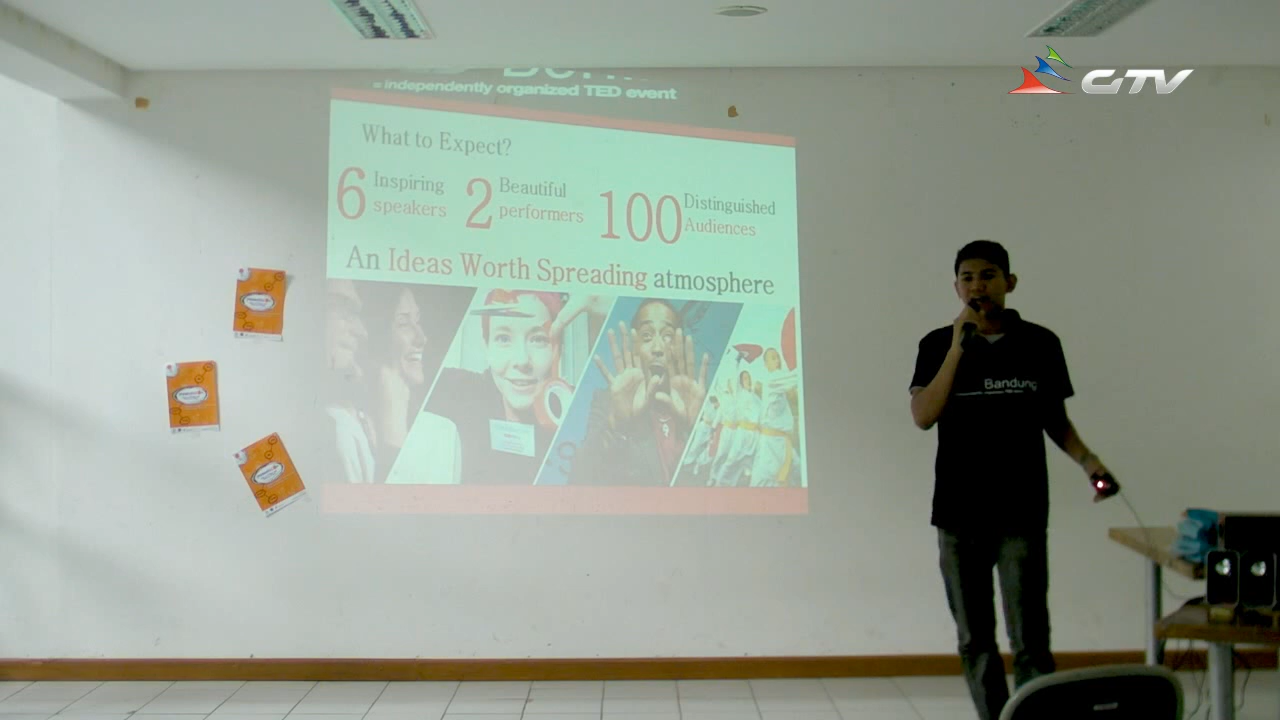 GTV
independently organized TED event
What to Expect?
6 Inspiring speakers
2 Beautiful performers
100 Distinguished Audiences
An Ideas Worth Spreading atmosphere
Bandung